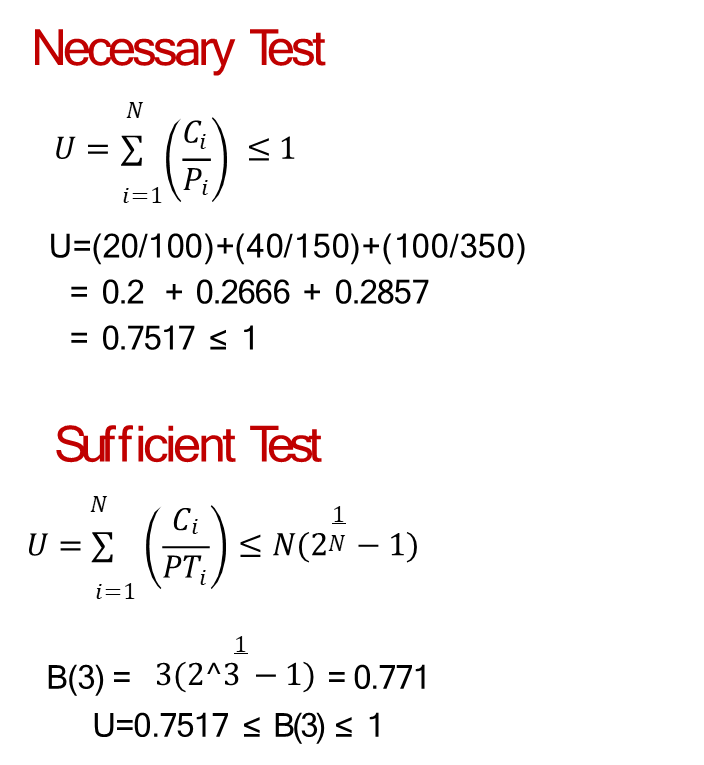 Necessary Test
U = ∑_{i=1}^{N} (C_i / P_i) ≤ 1
U=(20/100)+(40/150)+(100/350)
= 0.2 + 0.2666 + 0.2857
= 0.7517 ≤ 1
Sufficient Test
U = ∑_{i=1}^{N} (C_i / PT_i) ≤ N(2^{1/N} − 1)
B(3) = 3(2^3^{1} − 1) = 0.771
U=0.7517 ≤ B(3) ≤ 1